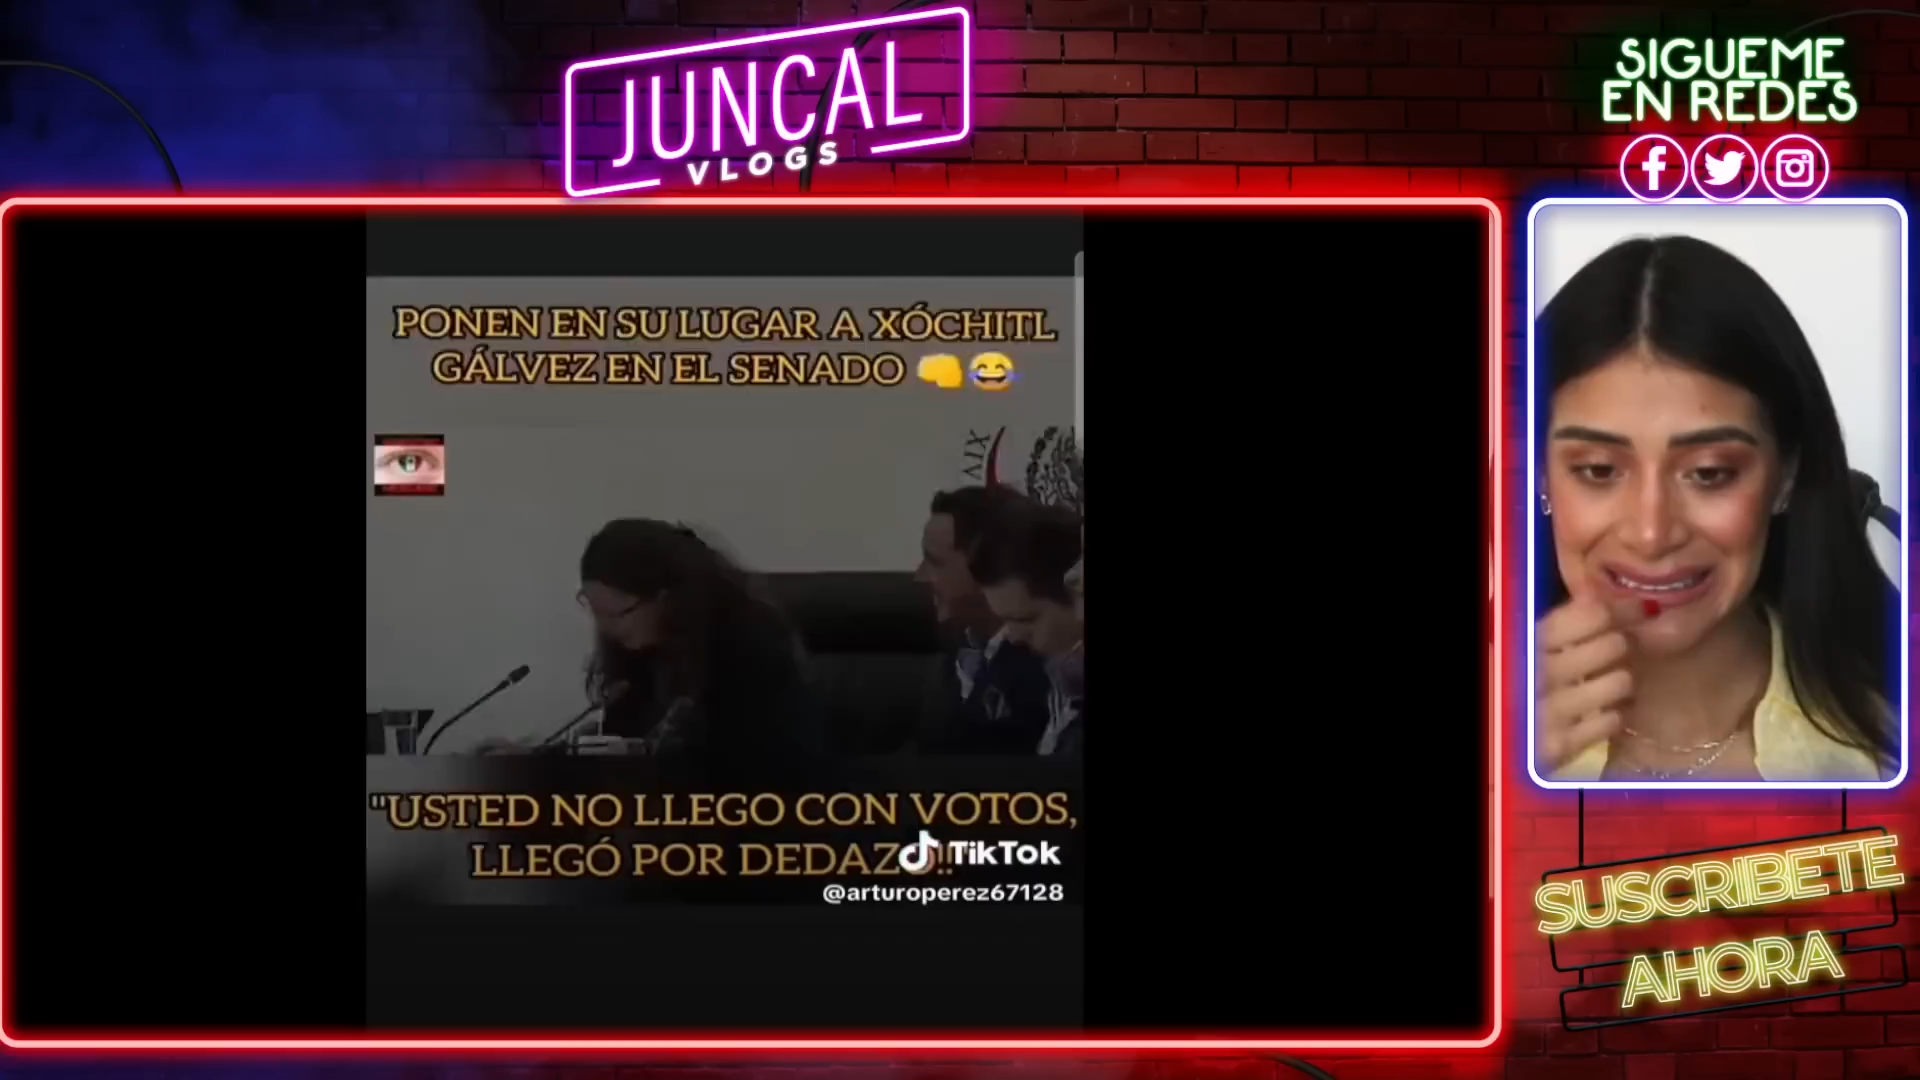 JUNCAL
VLOGS
SIGUEME
EN REDES
PONEN EN SU LUGAR A XÓCHITL
GÁLVEZ EN EL SENADO 👊😂
XIV
"USTED NO LLEGO CON VOTOS,
LLEGÓ POR DEDAZO!!
TikTok
@arturoperez67128
SUSCRIBETE
AHORA